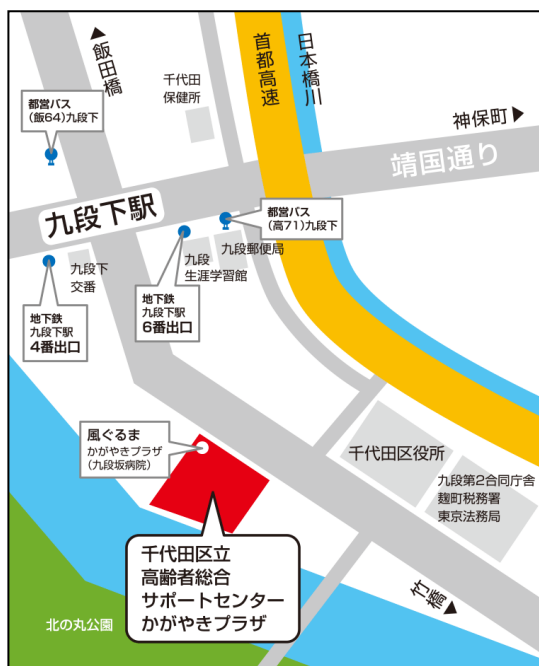 ▲飯田橋
首都高速
日本橋川
千代田
保健所
都営バス
(飯64)九段下
神保町▶
靖国通り
九段下駅
都営バス
(高71)九段下
九段郵便局
九段
生涯学習館
九段下
交番
地下鉄
九段下駅
6番出口
地下鉄
九段下駅
4番出口
風ぐるま
かがやきプラザ
(九段坂病院)
千代田区役所
九段第2合同庁舎
麹町税務署
東京法務局
千代田区立
高齢者総合
サポートセンター
かがやきプラザ
竹橋▼
北の丸公園